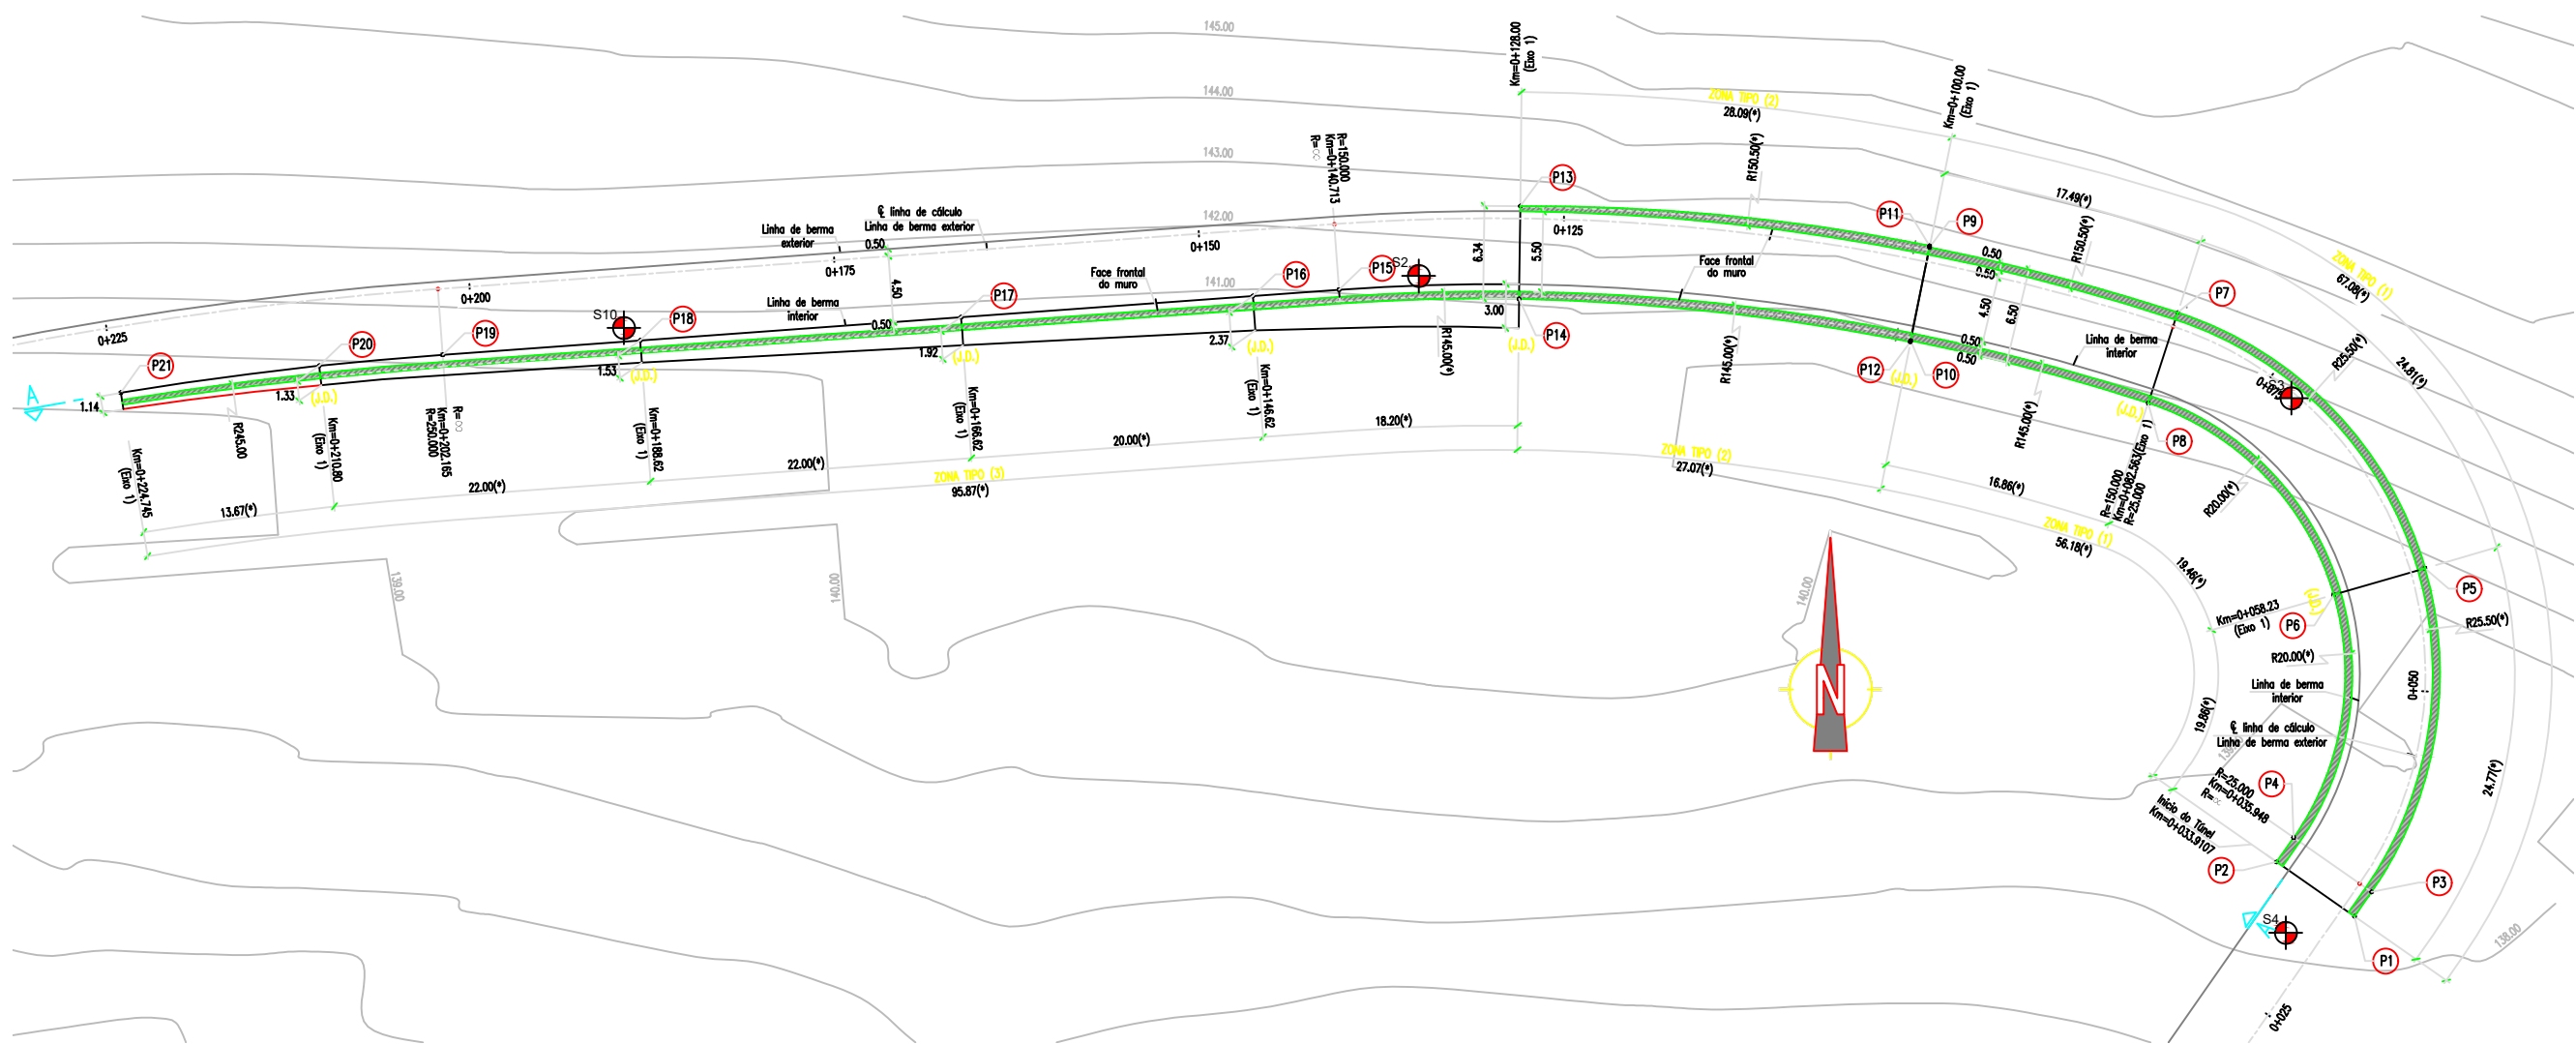 145.00
144.00
143.00
142.00
141.00
Km=0+128.00
(Eixo 1)
ZONA TIPO (2)
28.09(*)
Km=0+100.00
(Eixo 1)
R=150.000
Km=0+140.713
R=∞
P13
R150.50(*)
17.49(*)
P11
P9
R150.50(*)
ZONA TIPO (1)
67.08(*)
Linha de berma
exterior
℄ linha de cálculo
Linha de berma exterior
0.50
0+175
0+150
0+125
6.34
5.50
Face frontal
do muro
0.50
0.50
4.50
6.50
P7
S2
P15
P16
Face frontal
do muro
4.50
Linha de berma
interior
0.50
P17
3.00
P14
(J.D.)
0+200
0+225
S10
P18
P19
P20
P21
A
1.14
1.33
(J.D.)
1.53
(J.D.)
1.92
(J.D.)
2.37
(J.D.)
R145.00(*)
R145.00(*)
P12
(J.D.)
P10
0.50
0.50
Linha de berma
interior
R145.00(*)
(J.D.)
P8
R25.50(*)
24.81(*)
0+075
S3
R245.00
Km=0+224.745
(Eixo 1)
Km=0+210.80
(Eixo 1)
R=∞
Km=0+202.165
R=250.000
Km=0+188.62
(Eixo 1)
Km=0+166.62
(Eixo 1)
Km=0+146.62
(Eixo 1)
18.20(*)
20.00(*)
22.00(*)
22.00(*)
13.67(*)
ZONA TIPO (3)
95.87(*)
ZONA TIPO (2)
27.07(*)
16.86(*)
R=150.000
Km=0+082.563(Eixo 1)
R=25.000
R20.00(*)
ZONA TIPO (1)
56.18(*)
19.46(*)
139.00
140.00
140.00
N
Km=0+058.23
(Eixo 1)
(J.D.)
P6
P5
R25.50(*)
R20.00(*)
Linha de berma
interior
0+050
19.86(*)
℄ linha de cálculo
Linha de berma exterior
R=25.000
Km=0+035.948
R=∞
P4
24.77(*)
Início do Túnel
Km=0+033.9107
P2
P3
S4
P1
138.00
0+025